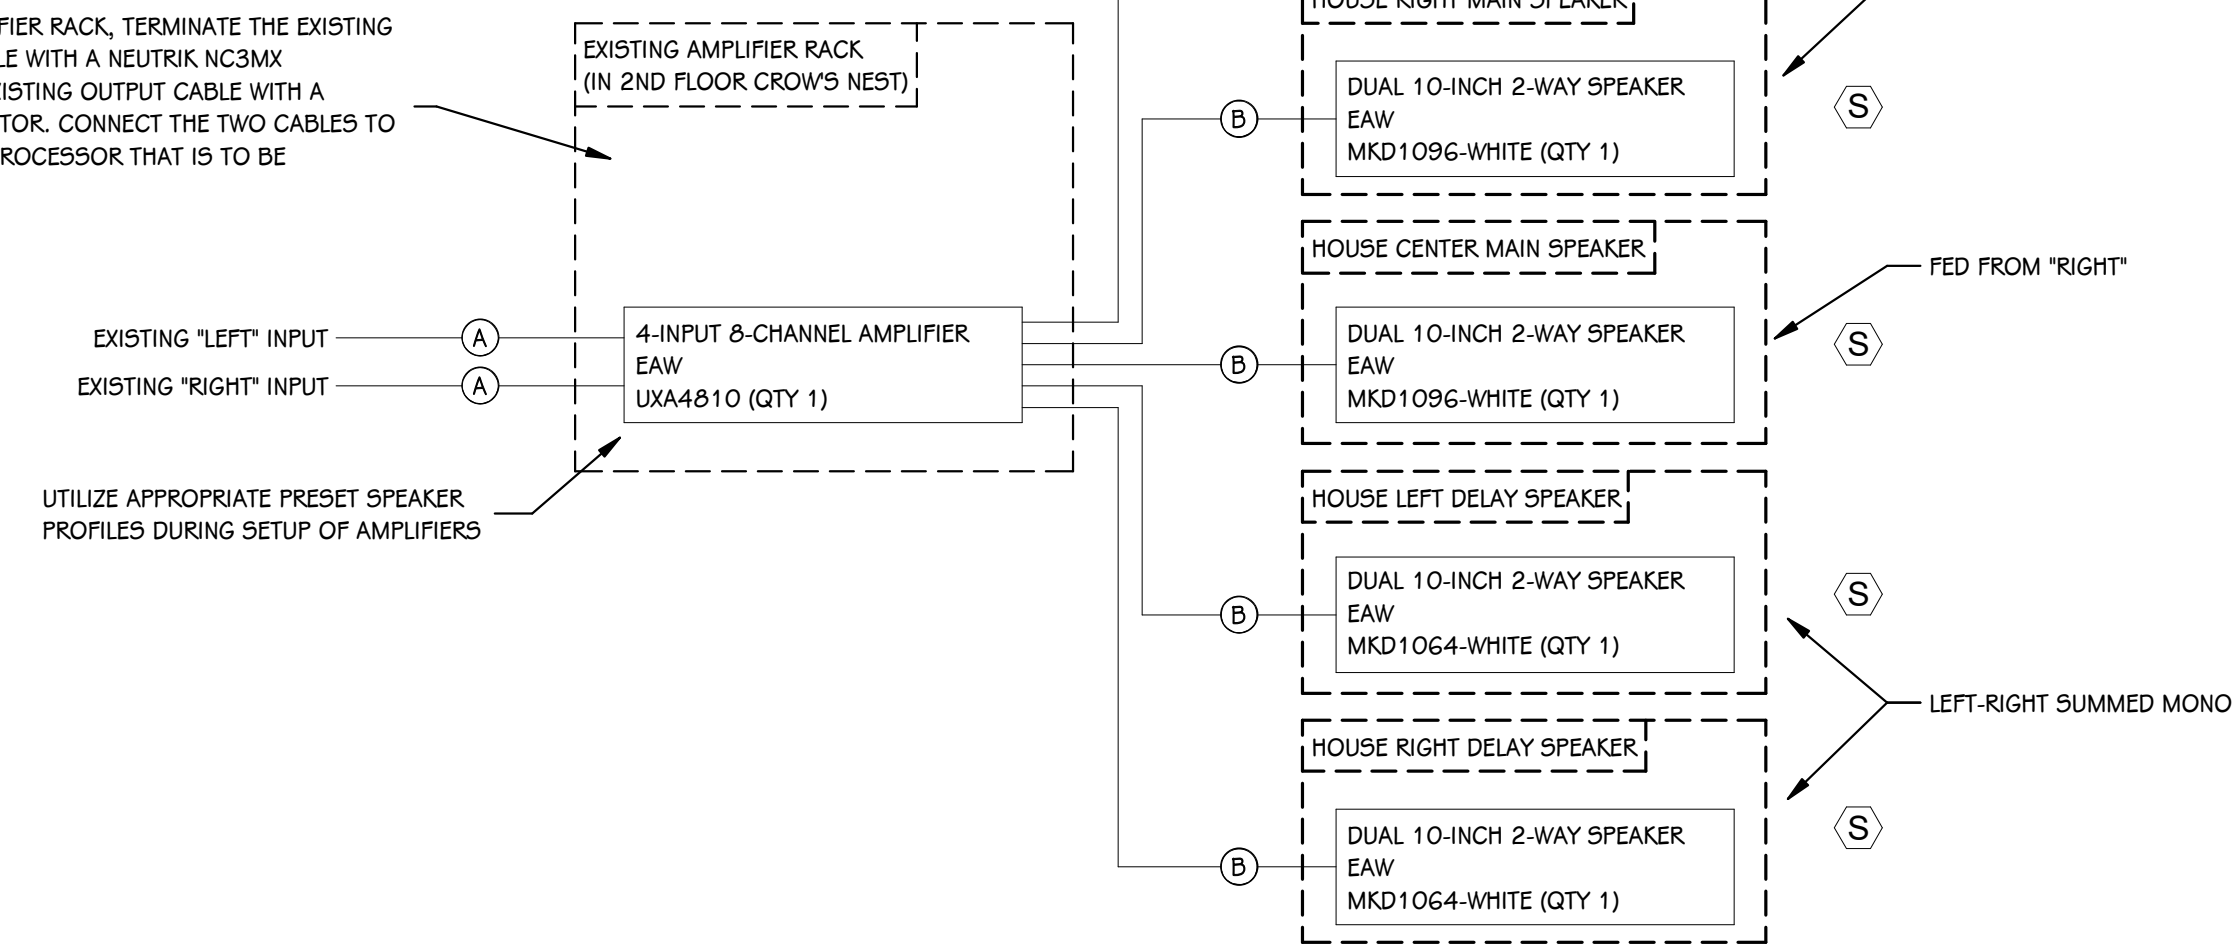 FIER RACK, TERMINATE THE EXISTING
LE WITH A NEUTRIK NC3MX
XISTING OUTPUT CABLE WITH A
TOR. CONNECT THE TWO CABLES TO
PROCESSOR THAT IS TO BE
EXISTING AMPLIFIER RACK
(IN 2ND FLOOR CROW'S NEST)
EXISTING "LEFT" INPUT
A
EXISTING "RIGHT" INPUT
A
4-INPUT 8-CHANNEL AMPLIFIER
EAW
UXA4810 (QTY 1)
UTILIZE APPROPRIATE PRESET SPEAKER
PROFILES DURING SETUP OF AMPLIFIERS
HOUSE RIGHT MAIN SPEAKER
B
DUAL 10-INCH 2-WAY SPEAKER
EAW
MKD1096-WHITE (QTY 1)
S
HOUSE CENTER MAIN SPEAKER
FED FROM "RIGHT"
B
DUAL 10-INCH 2-WAY SPEAKER
EAW
MKD1096-WHITE (QTY 1)
S
HOUSE LEFT DELAY SPEAKER
B
DUAL 10-INCH 2-WAY SPEAKER
EAW
MKD1064-WHITE (QTY 1)
S
LEFT-RIGHT SUMMED MONO
HOUSE RIGHT DELAY SPEAKER
B
DUAL 10-INCH 2-WAY SPEAKER
EAW
MKD1064-WHITE (QTY 1)
S